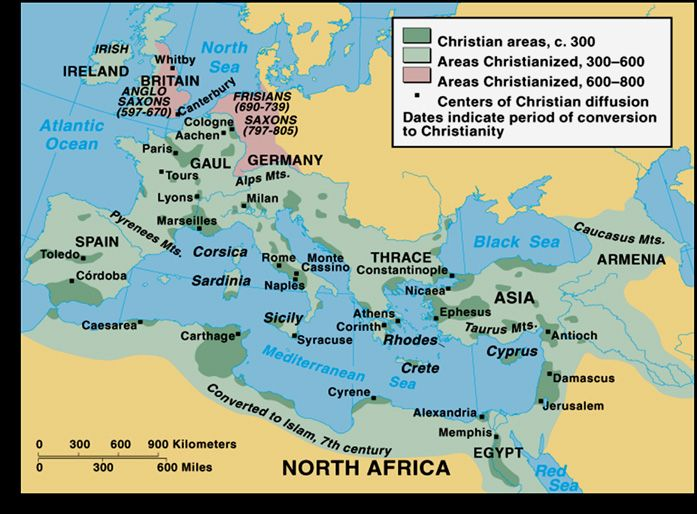 Christian areas, c. 300
Areas Christianized, 300–600
Areas Christianized, 600–800
Centers of Christian diffusion
Dates indicate period of conversion
to Christianity
IRISH
IRELAND
Whitby
BRITAIN
ANGLO
SAXONS
(597-670)
Canterbury
North
Sea
FRISIANS
(690-739)
SAXONS
(797-805)
Atlantic
Ocean
Cologne
Aachen
Paris
GAUL
GERMANY
Tours
Alps Mts.
Lyons
Milan
Marseilles
Pyrenees Mts.
SPAIN
Toledo
Córdoba
Corsica
Sardinia
Rome
Monte
Cassino
Naples
THRACE
Constantinople
Black Sea
Caucasus Mts.
ARMENIA
Nicaea
ASIA
Ephesus
Taurus Mts.
Antioch
Athens
Corinth
Rhodes
Cyprus
Crete
Sicily
Syracuse
Caesarea
Carthage
Mediterranean
Sea
Cyrene
Damascus
Jerusalem
Alexandria
Memphis
EGYPT
Converted to Islam, 7th century
NORTH AFRICA
Red
Sea
0 300 600 900 Kilometers
0 300 600 Miles